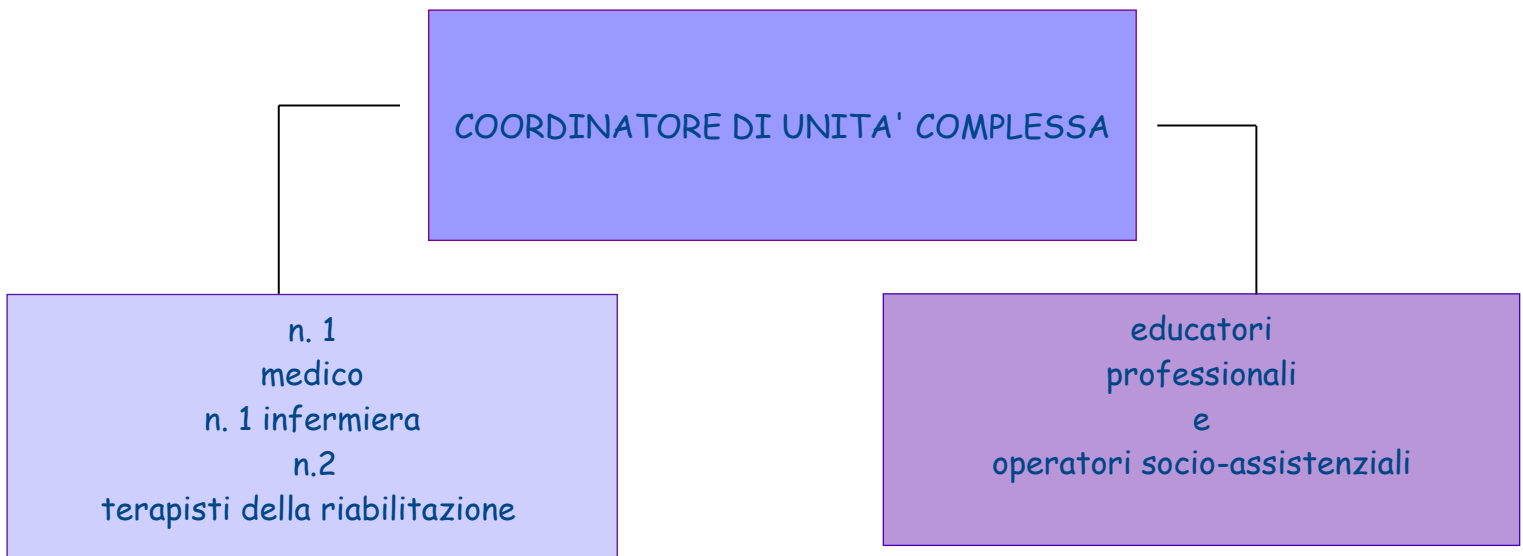 COORDINATORE DI UNITA' COMPLESSA
n. 1
medico
n. 1 infermiera
n.2
terapisti della riabilitazione
educatori
professionali
e
operatori socio-assistenziali